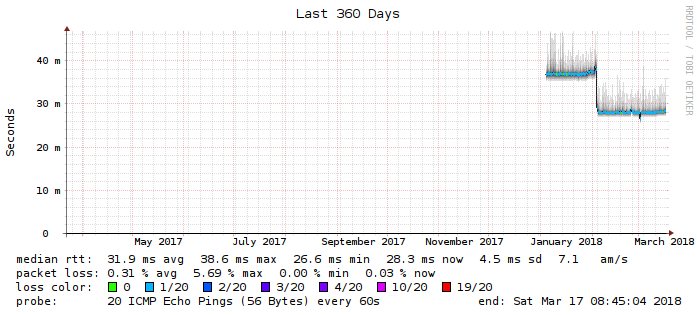 Last 360 Days
RRDTOOL / TOBI OETIKER
Seconds
40 m
30 m
20 m
10 m
0
May 2017 July 2017 September 2017 November 2017 January 2018 March 2018
median rtt: 31.9 ms avg 38.6 ms max 26.6 ms min 28.3 ms now 4.5 ms sd 7.1 am/s
packet loss: 0.31 % avg 5.69 % max 0.00 % min 0.03 % now
loss color: 0 1/20 2/20 3/20 4/20 10/20 19/20
probe: 20 ICMP Echo Pings (56 Bytes) every 60s end: Sat Mar 17 08:45:04 2018